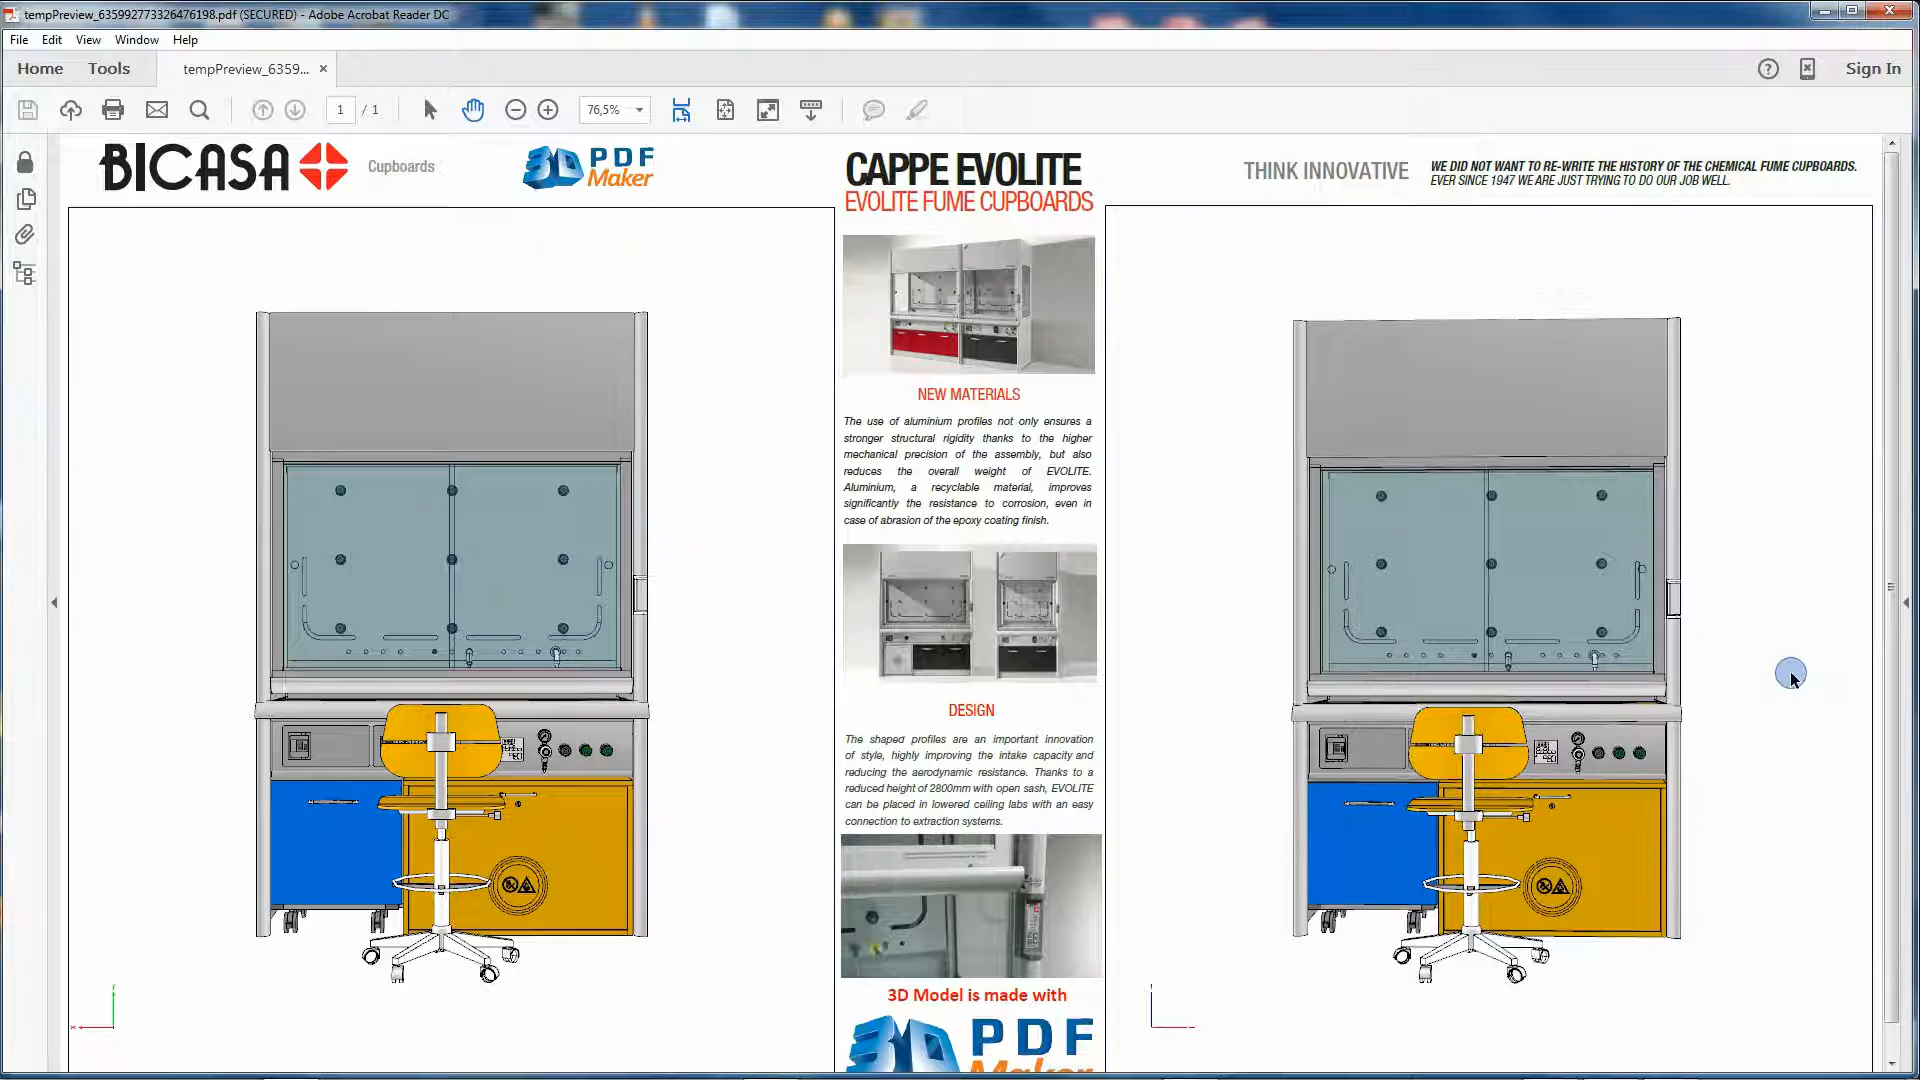 tempPreview_635992773326476198.pdf (SECURED) - Adobe Acrobat Reader DC
File Edit View Window Help
Home Tools tempPreview_6359... × Sign In
1 / 1 76,5%
BICASA Cupboards
3D PDF Maker
CAPPE EVOLITE
EVOLITE FUME CUPBOARDS
THINK INNOVATIVE
WE DID NOT WANT TO RE-WRITE THE HISTORY OF THE CHEMICAL FUME CUPBOARDS.
EVER SINCE 1947 WE ARE JUST TRYING TO DO OUR JOB WELL.
NEW MATERIALS
The use of aluminium profiles not only ensures a
stronger structural rigidity thanks to the higher
mechanical precision of the assembly, but also
reduces the overall weight of EVOLITE.
Aluminium, a recyclable material, improves
significantly the resistance to corrosion, even in
case of abrasion of the epoxy coating finish.
DESIGN
The shaped profiles are an important innovation
of style, highly improving the intake capacity and
reducing the aerodynamic resistance. Thanks to a
reduced height of 2800mm with open sash, EVOLITE
can be placed in lowered ceiling labs with an easy
connection to extraction systems.
3D Model is made with
3D PDF
Maker